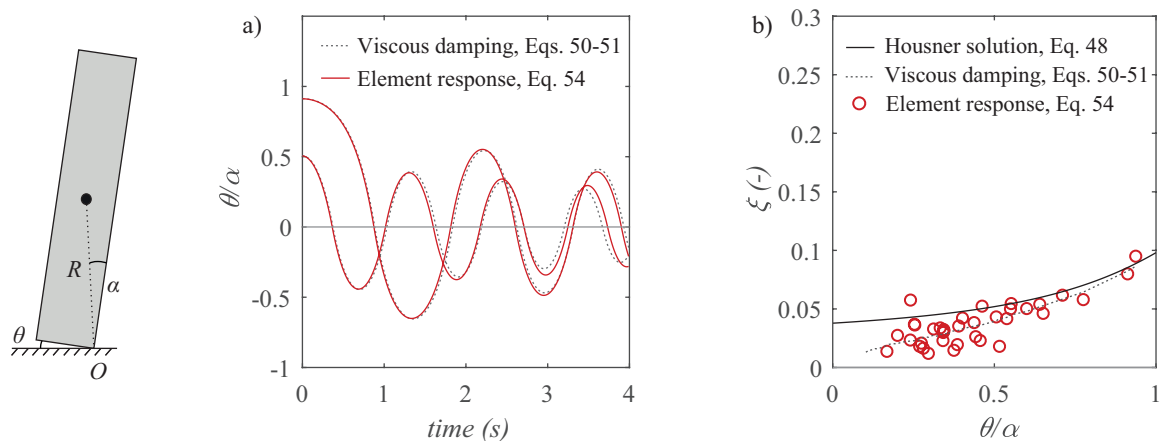 R
α
θ
O
a)
Viscous damping, Eqs. 50-51
Element response, Eq. 54
1
0.5
0
-0.5
-1
θ/α
0 1 2 3 4
time (s)
b)
Housner solution, Eq. 48
Viscous damping, Eqs. 50-51
Element response, Eq. 54
0.3
0.25
0.2
0.15
0.1
0.05
0
ξ (-)
0 0.5 1
θ/α